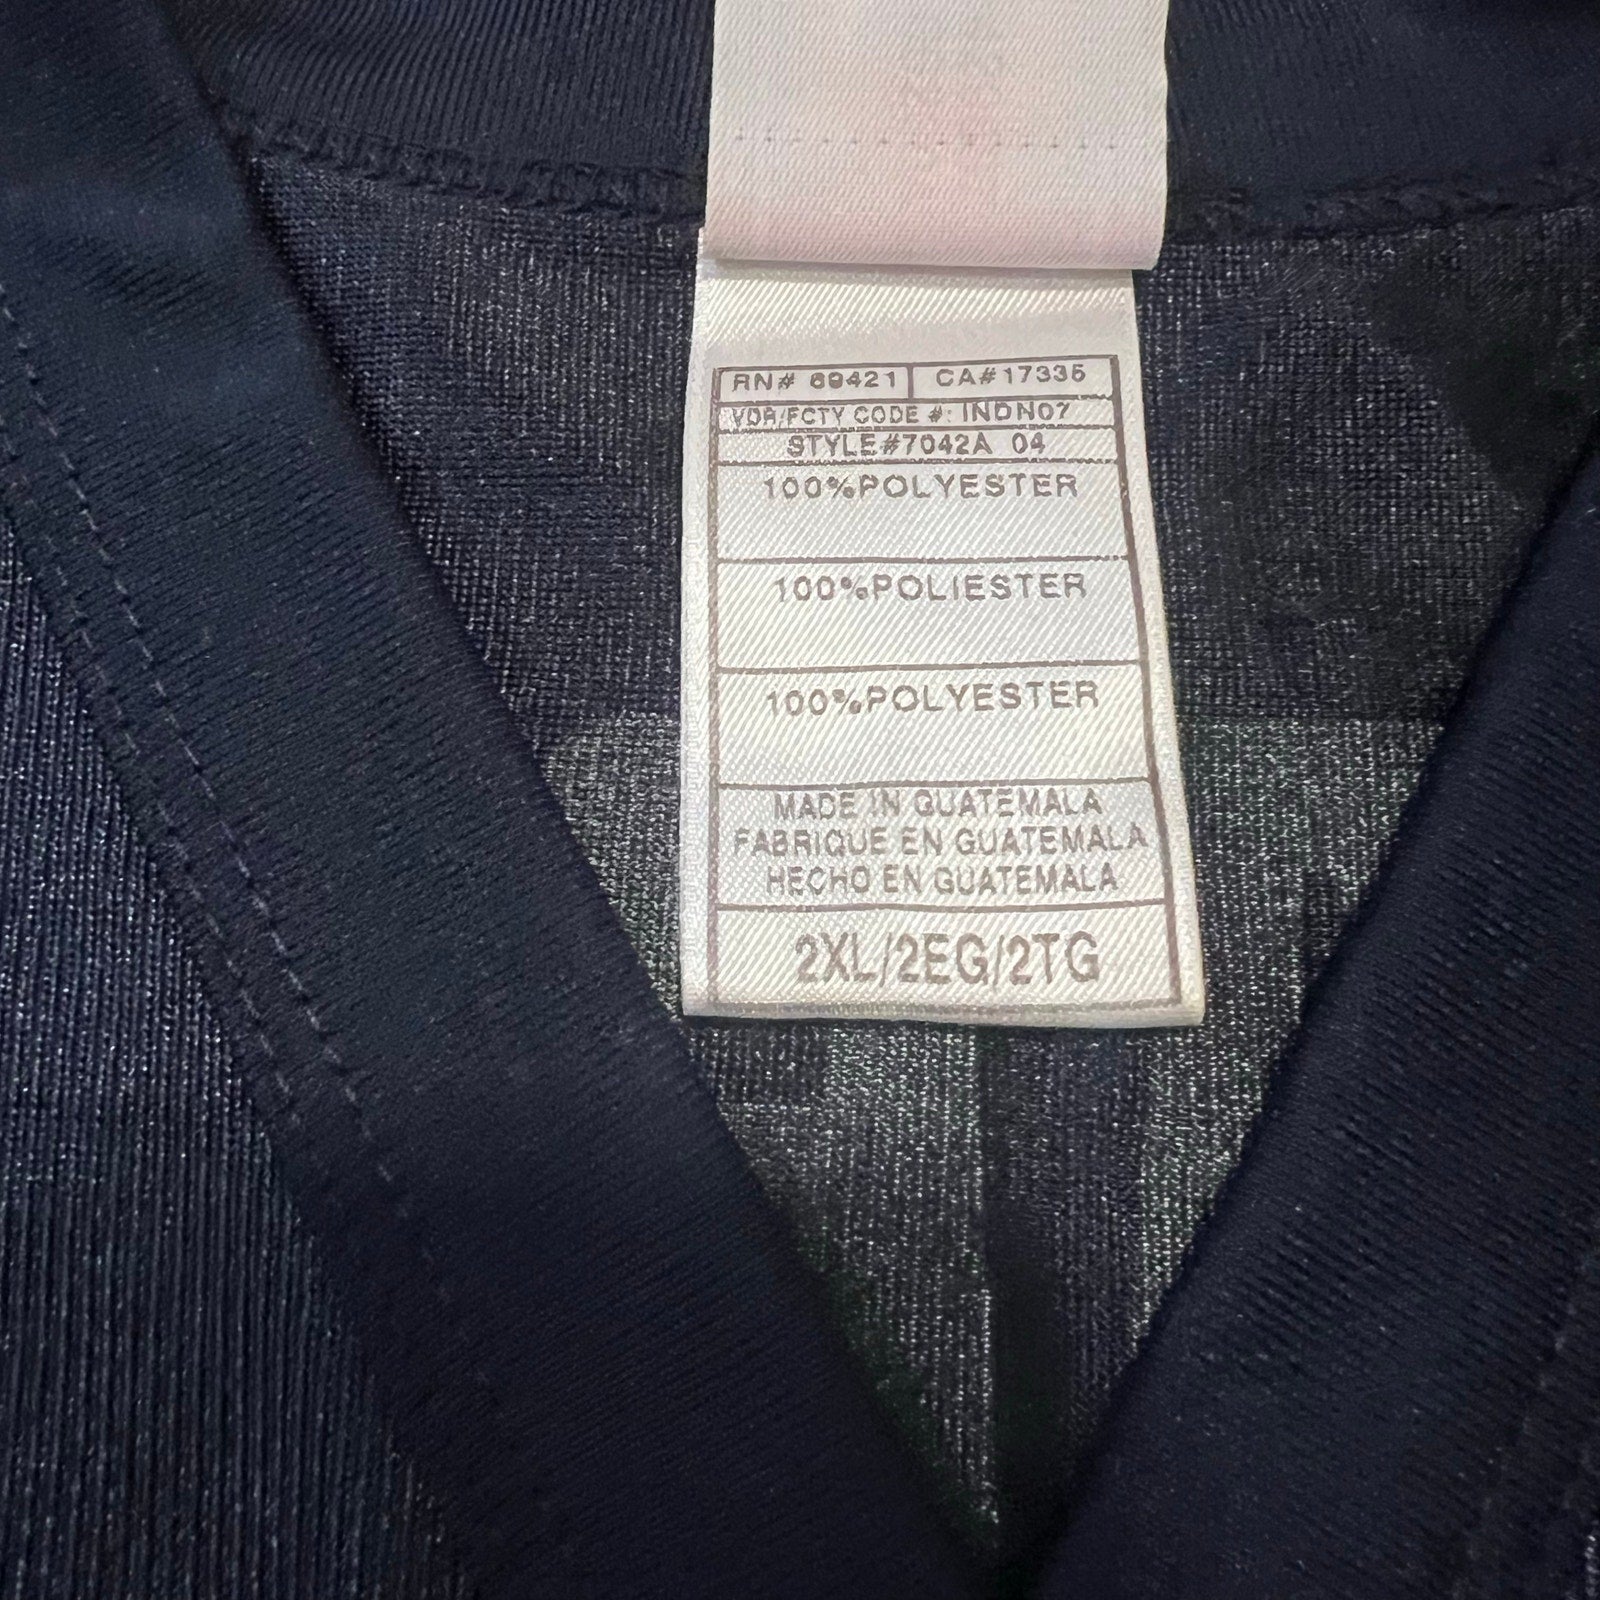 RN# 69421 CA#17335
VDR/FCTY CODE #: INDN07
STYLE#7042A 04
100%POLYESTER
100%POLIESTER
100%POLYESTER
MADE IN GUATEMALA
FABRIQUE EN GUATEMALA
HECHO EN GUATEMALA
2XL/2EG/2TG